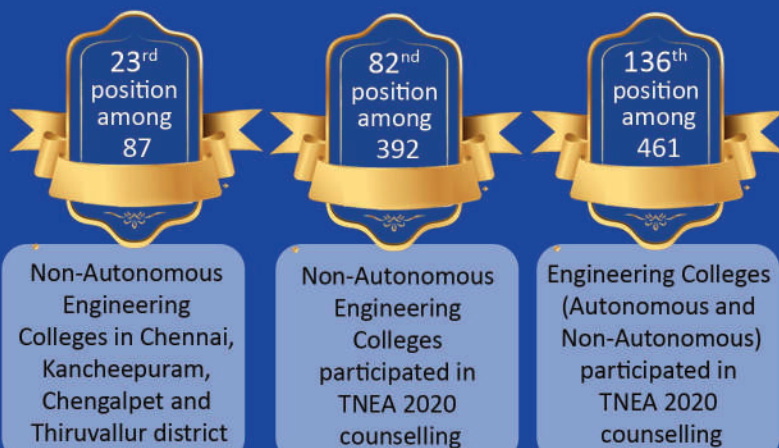 23rd
position
among
87
Non-Autonomous
Engineering
Colleges in Chennai,
Kancheepuram,
Chengalpet and
Thiruvallur district
82nd
position
among
392
Non-Autonomous
Engineering
Colleges
participated in
TNEA 2020
counselling
136th
position
among
461
Engineering Colleges
(Autonomous and
Non-Autonomous)
participated in
TNEA 2020
counselling